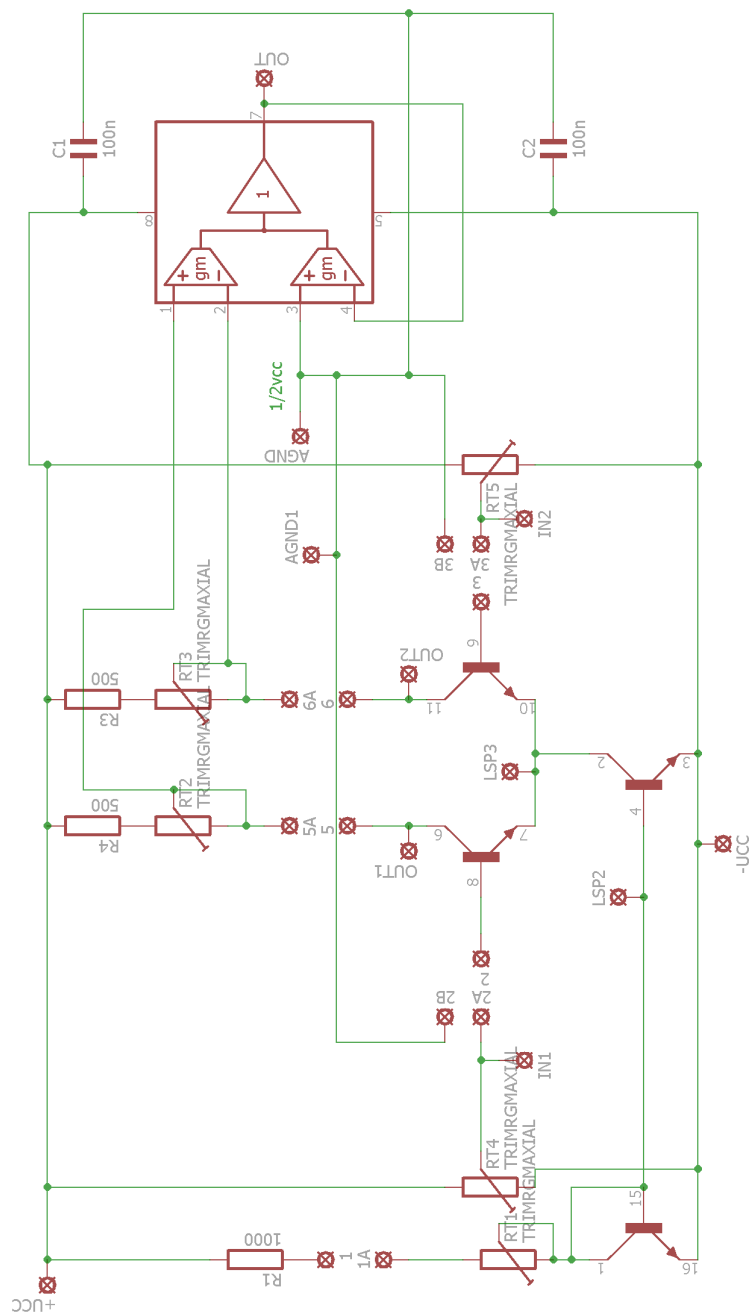 OUT
C1
100n
C2
100n
7
8
5
1
+
gm
−
+
gm
−
1
2
3
4
1/2vcc
AGND
RT5
TRIMRGMAXIAL
IN2
AGND1
3B
3A
3
9
RT3
TRIMRGMAXIAL
500
R3
6A
6
OUT2
11
10
LSP3
2
3
RT2
TRIMRGMAXIAL
500
R4
5A
5
OUT1
6
7
8
4
-UCC
LSP2
2
2B
2A
IN1
RT4
TRIMRGMAXIAL
RT1
TRIMRGMAXIAL
15
1000
R1
1
1A
1
16
+UCC